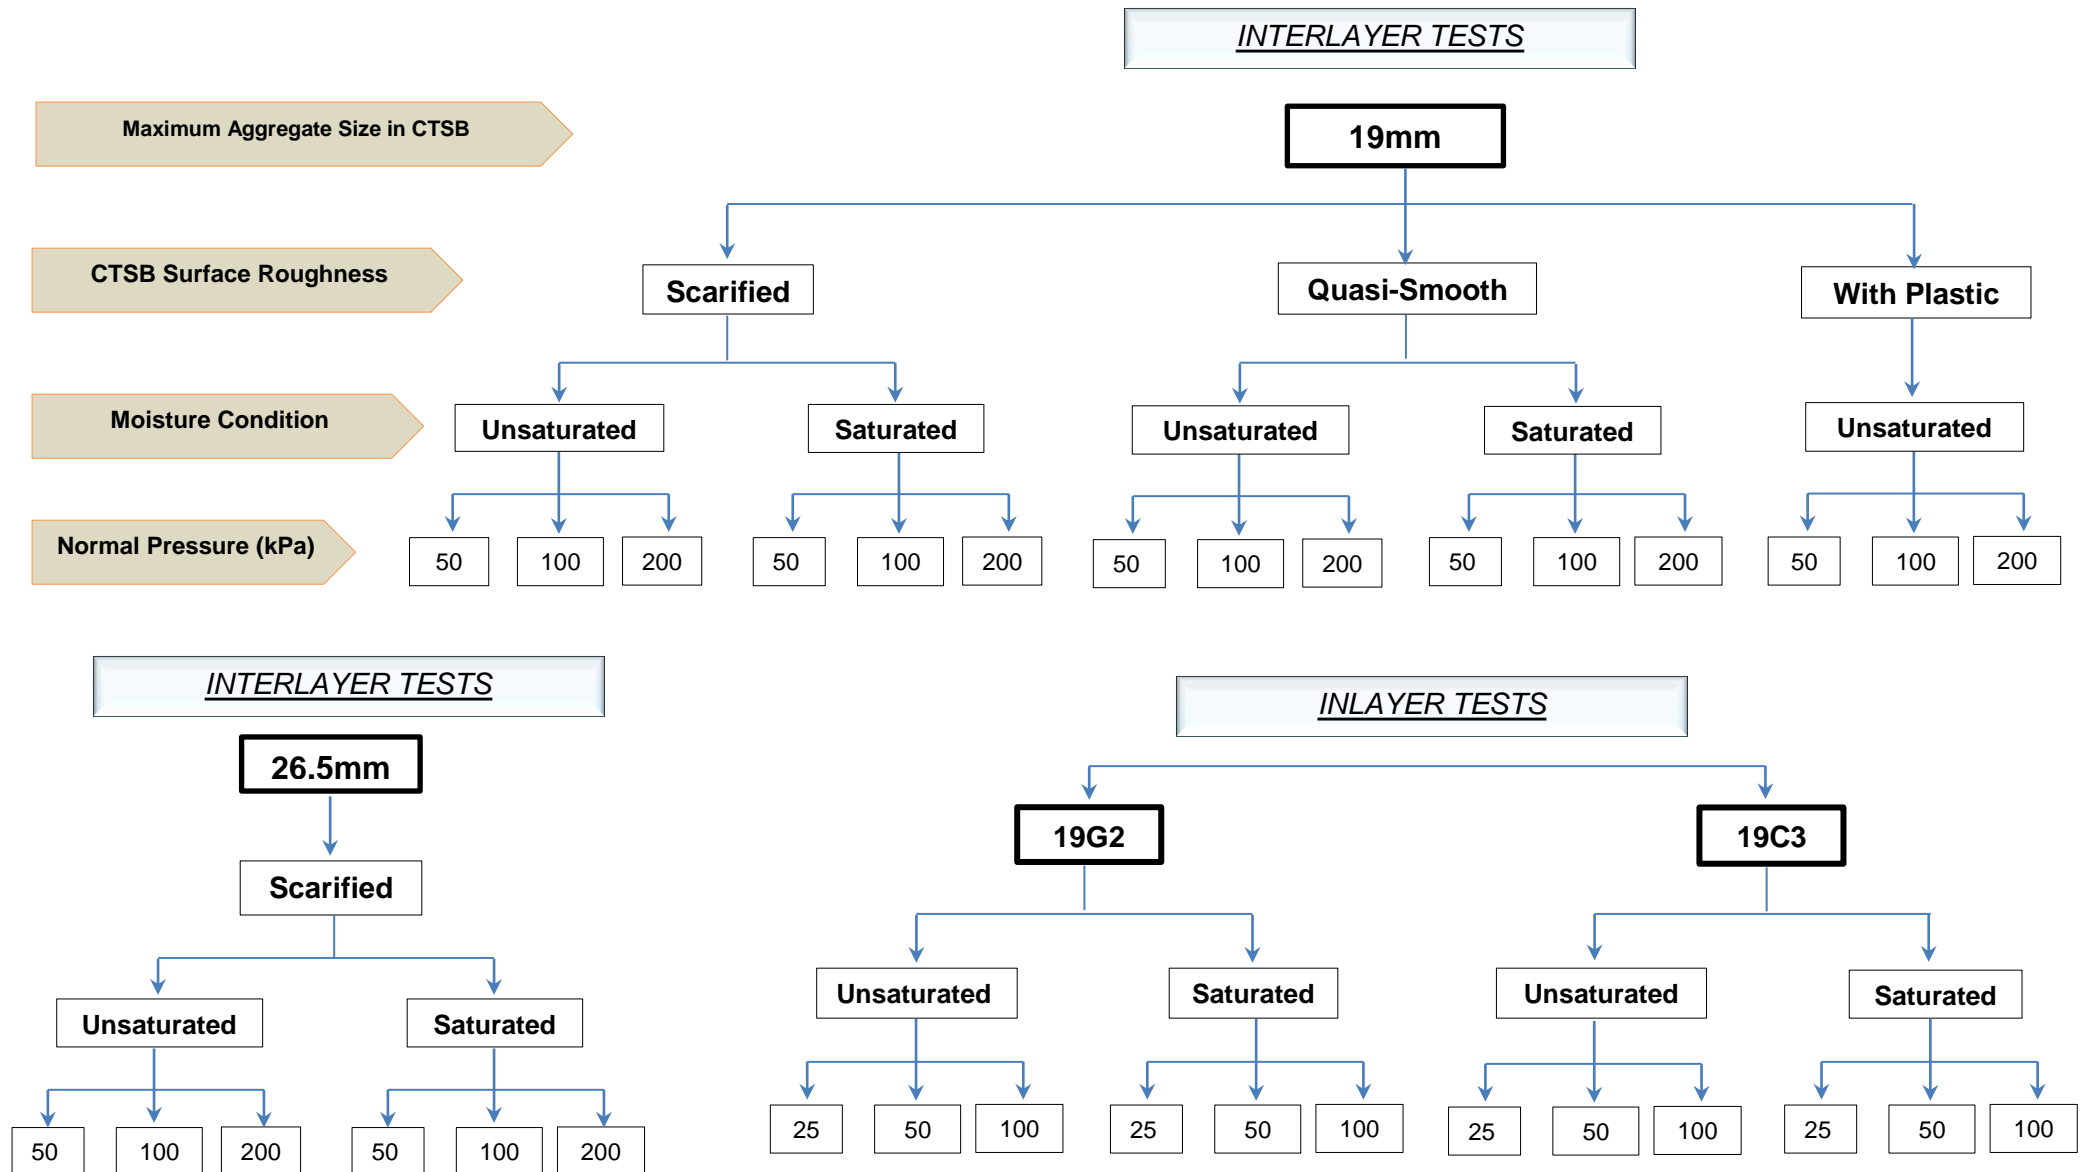 INTERLAYER TESTS
Maximum Aggregate Size in CTSB
19mm
CTSB Surface Roughness
Scarified
Quasi-Smooth
With Plastic
Moisture Condition
Unsaturated
Saturated
Unsaturated
Saturated
Unsaturated
Normal Pressure (kPa)
50
100
200
50
100
200
50
100
200
50
100
200
50
100
200
INTERLAYER TESTS
26.5mm
Scarified
Unsaturated
Saturated
50
100
200
50
100
200
INLAYER TESTS
19G2
19C3
Unsaturated
Saturated
Unsaturated
Saturated
25
50
100
25
50
100
25
50
100
25
50
100